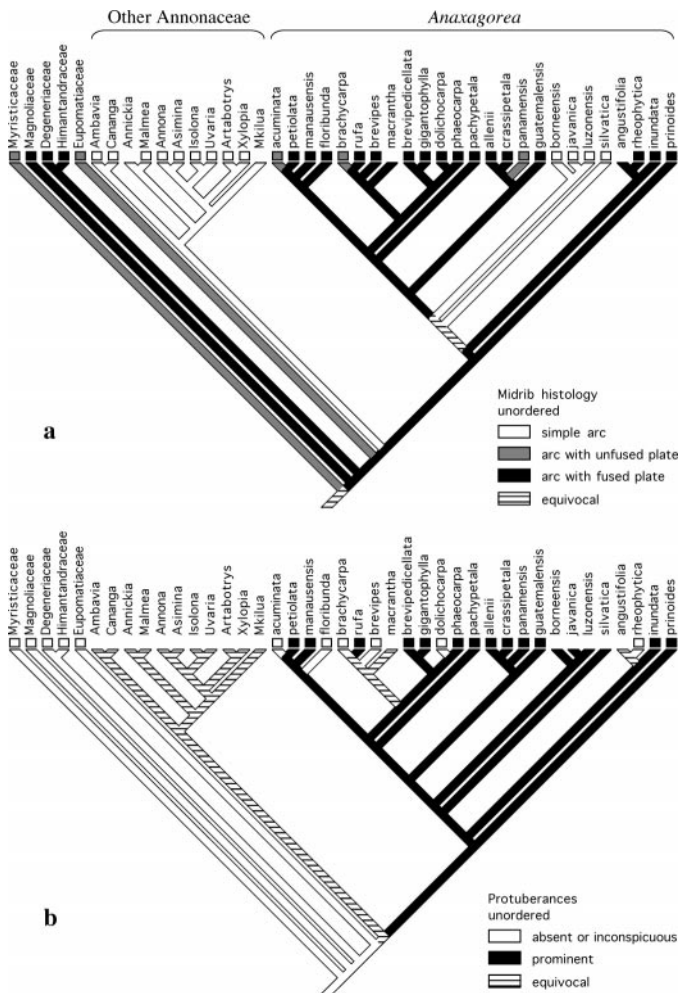 Other Annonaceae
Anaxagorea
Myristicaceae
Magnoliaceae
Degeneriaceae
Himantandraceae
Eupomatiaceae
Ambavia
Cananga
Annickia
Malmea
Annona
Asimina
Isolona
Uvaria
Artabotrys
Xylopia
Mkilua
acuminata
petiolata
manausensis
floribunda
brachycarpa
rufa
brevipes
macrantha
brevipedicellata
gigantophylla
dolichocarpa
phaeocarpa
pachypetala
allenii
crassipetala
panamensis
guatemalensis
borneensis
javanica
luzonensis
silvatica
angustifolia
rheophytica
inundata
prinoides
a
Midrib histology
unordered
simple arc
arc with unfused plate
arc with fused plate
equivocal
Myristicaceae
Magnoliaceae
Degeneriaceae
Himantandraceae
Eupomatiaceae
Ambavia
Cananga
Annickia
Malmea
Annona
Asimina
Isolona
Uvaria
Artabotrys
Xylopia
Mkilua
acuminata
petiolata
manausensis
floribunda
brachycarpa
rufa
brevipes
macrantha
brevipedicellata
gigantophylla
dolichocarpa
phaeocarpa
pachypetala
allenii
crassipetala
panamensis
guatemalensis
borneensis
javanica
luzonensis
silvatica
angustifolia
rheophytica
inundata
prinoides
b
Protuberances
unordered
absent or inconspicuous
prominent
equivocal